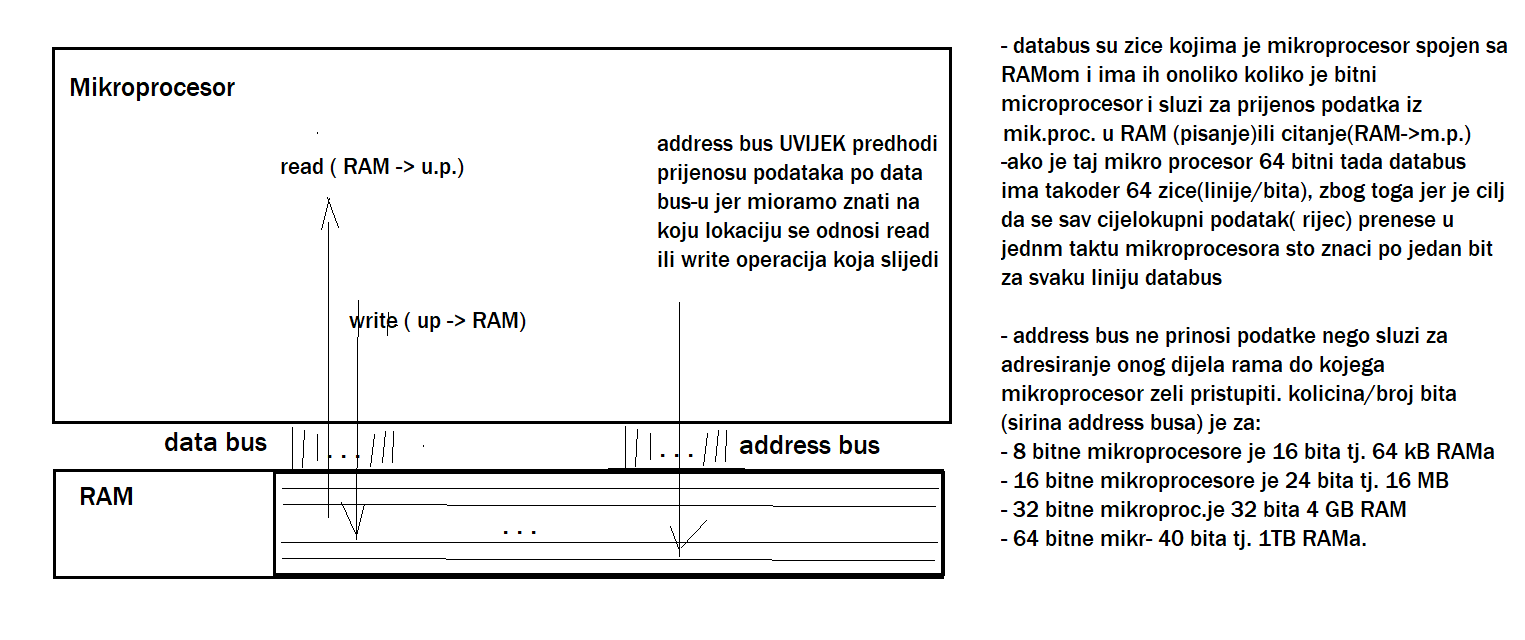 Mikroprocesor
read ( RAM -> u.p.)
write ( up -> RAM)
address bus UVIJEK predhodi
prijenosu podataka po data
bus-u jer mioramo znati na
koju lokaciju se odnosi read
ili write operacija koja slijedi
data bus
. . .
. . .
address bus
RAM
. . .
- databus su zice kojima je mikroprocesor spojen sa
RAMom i ima ih onoliko koliko je bitni
microprocesor i sluzi za prijenos podatka iz
mik.proc. u RAM (pisanje)ili citanje(RAM->m.p.)
-ako je taj mikro procesor 64 bitni tada databus
ima takoder 64 zice(linije/bita), zbog toga jer je cilj
da se sav cijelokupni podatak( rijec) prenese u
jednm taktu mikroprocesora sto znaci po jedan bit
za svaku liniju databus
- address bus ne prinosi podatke nego sluzi za
adresiranje onog dijela rama do kojega
mikroprocesor zeli pristupiti. kolicina/broj bita
(sirina address busa) je za:
- 8 bitne mikroprocesore je 16 bita tj. 64 kB RAMa
- 16 bitne mikroprocesore je 24 bita tj. 16 MB
- 32 bitne mikroproc.je 32 bita 4 GB RAM
- 64 bitne mikr- 40 bita tj. 1TB RAMa.